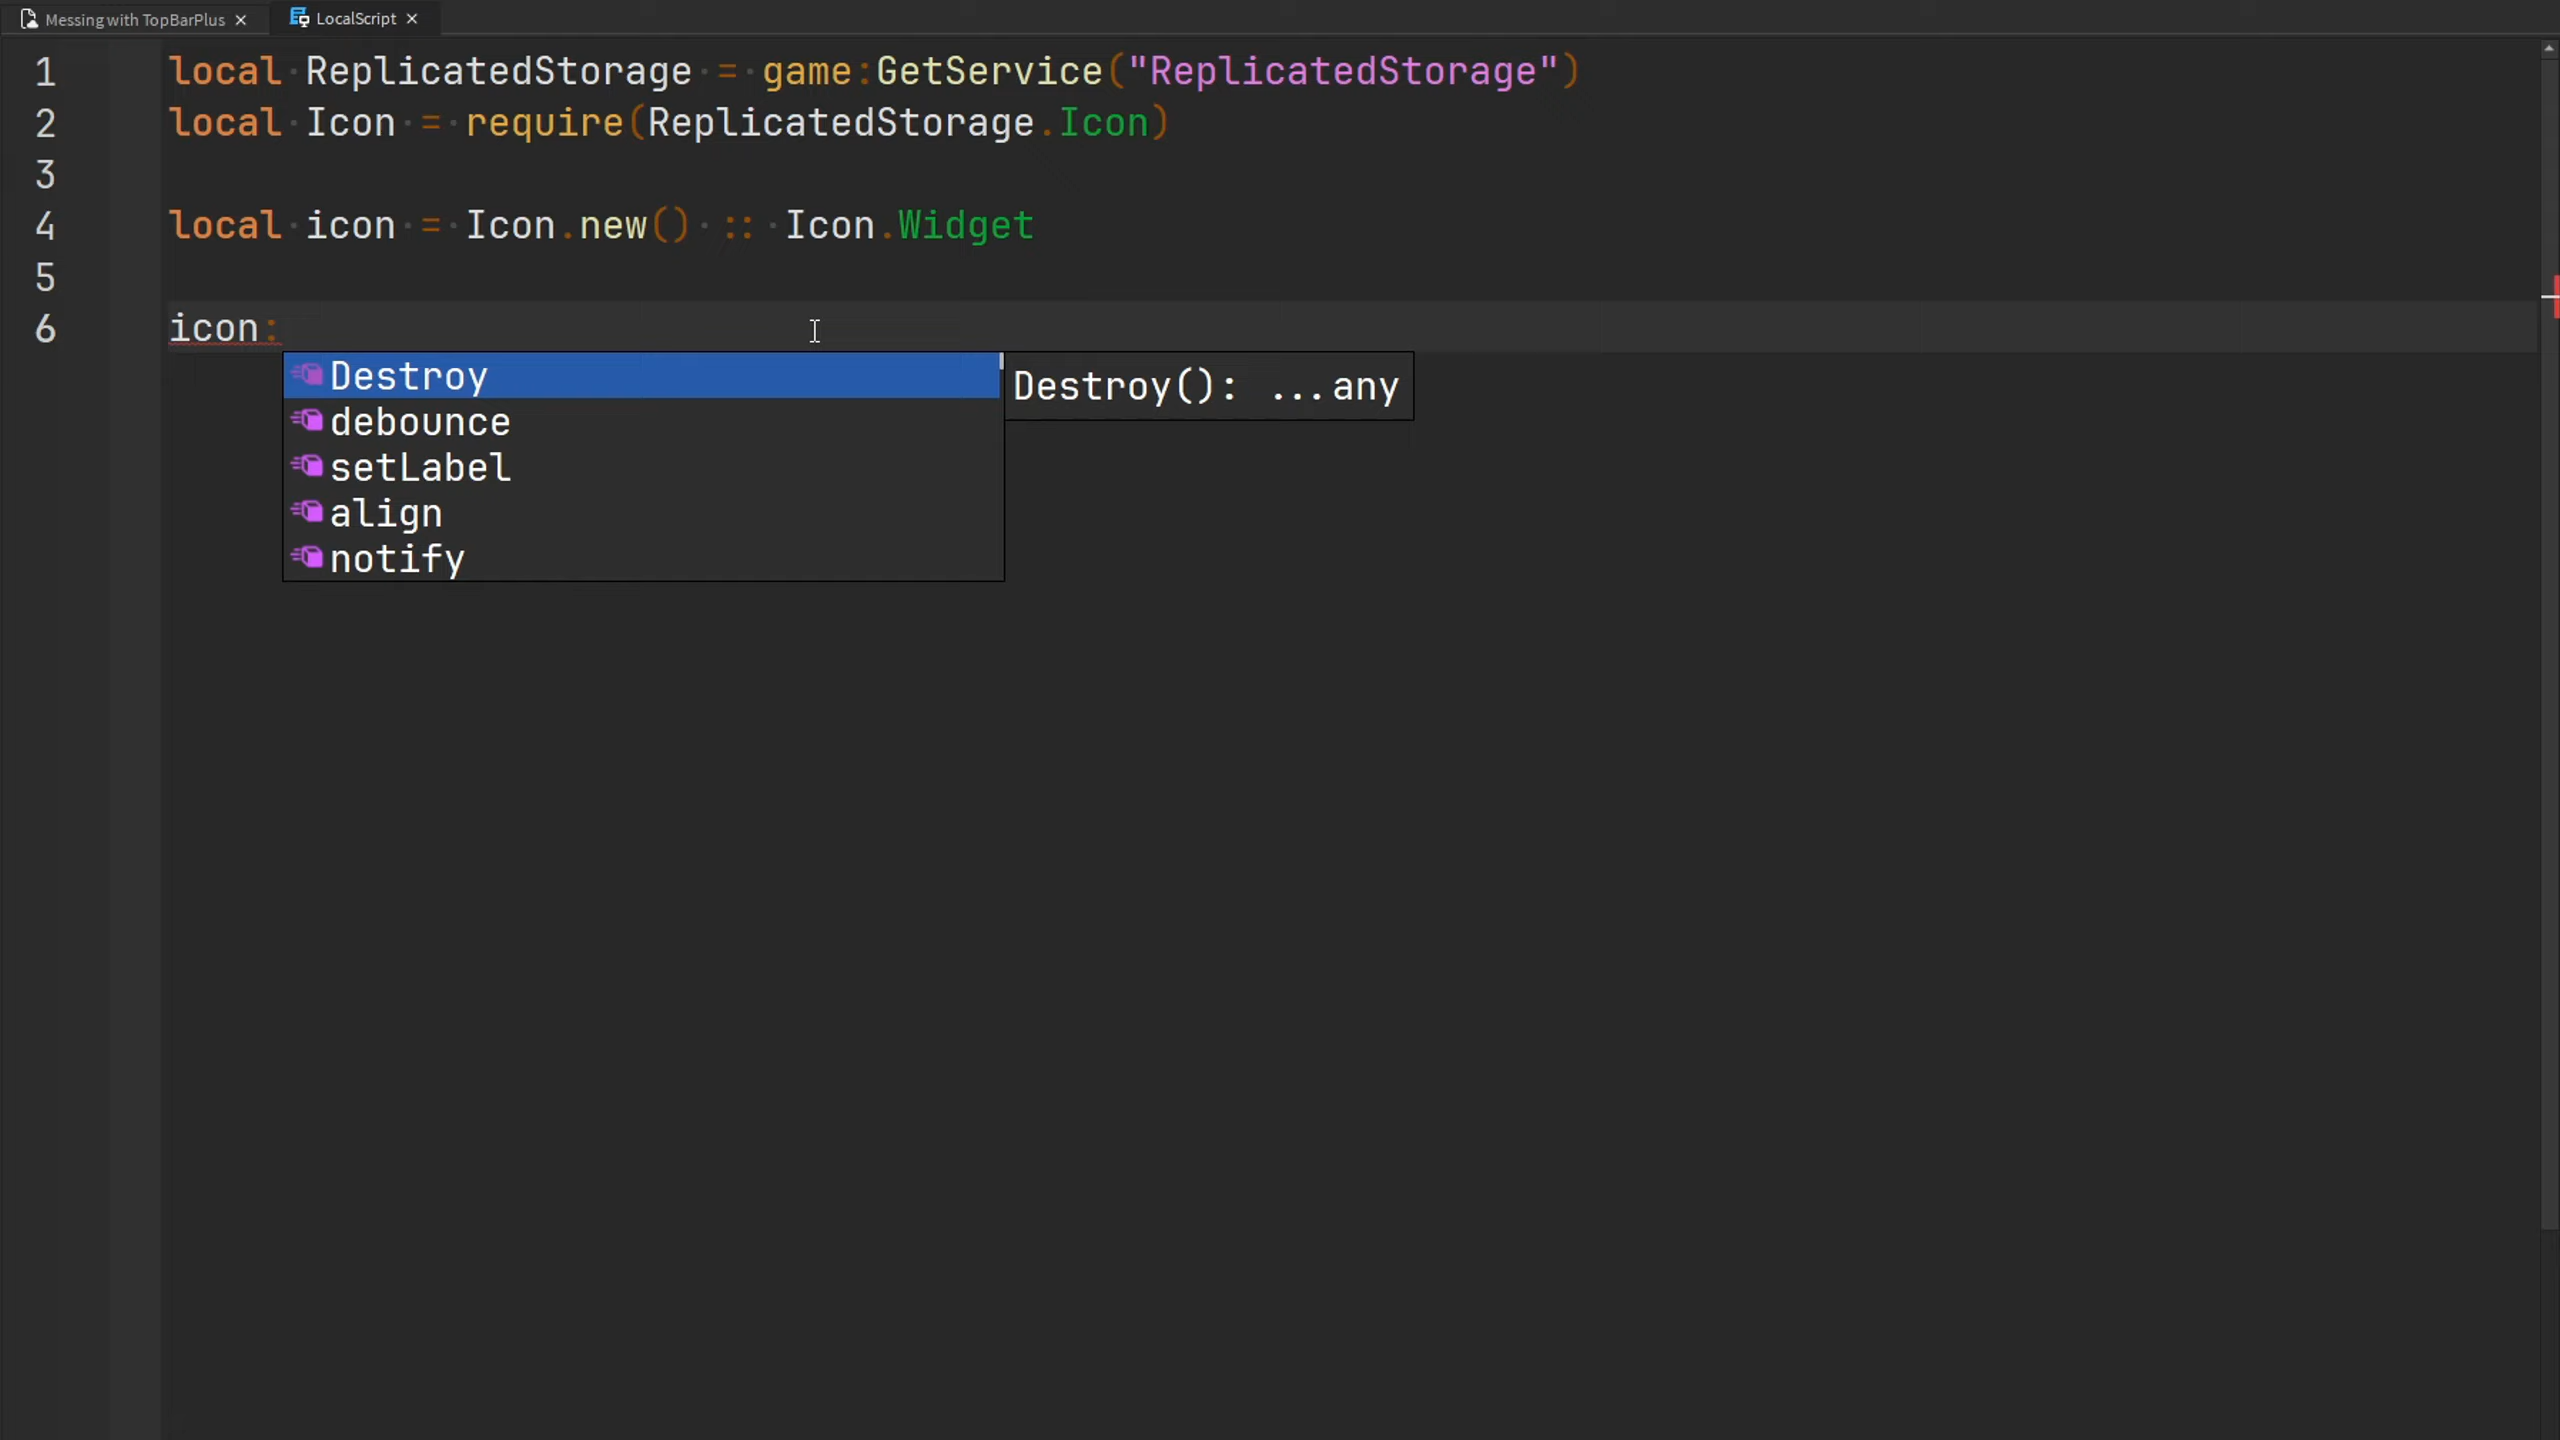 Messing with TopBarPlus
LocalScript
1 local ReplicatedStorage = game:GetService("ReplicatedStorage")
2 local Icon = require(ReplicatedStorage.Icon)
3
4 local icon = Icon.new() :: Icon.Widget
5
6 icon:
Destroy
Destroy(): ...any
debounce
setLabel
align
notify